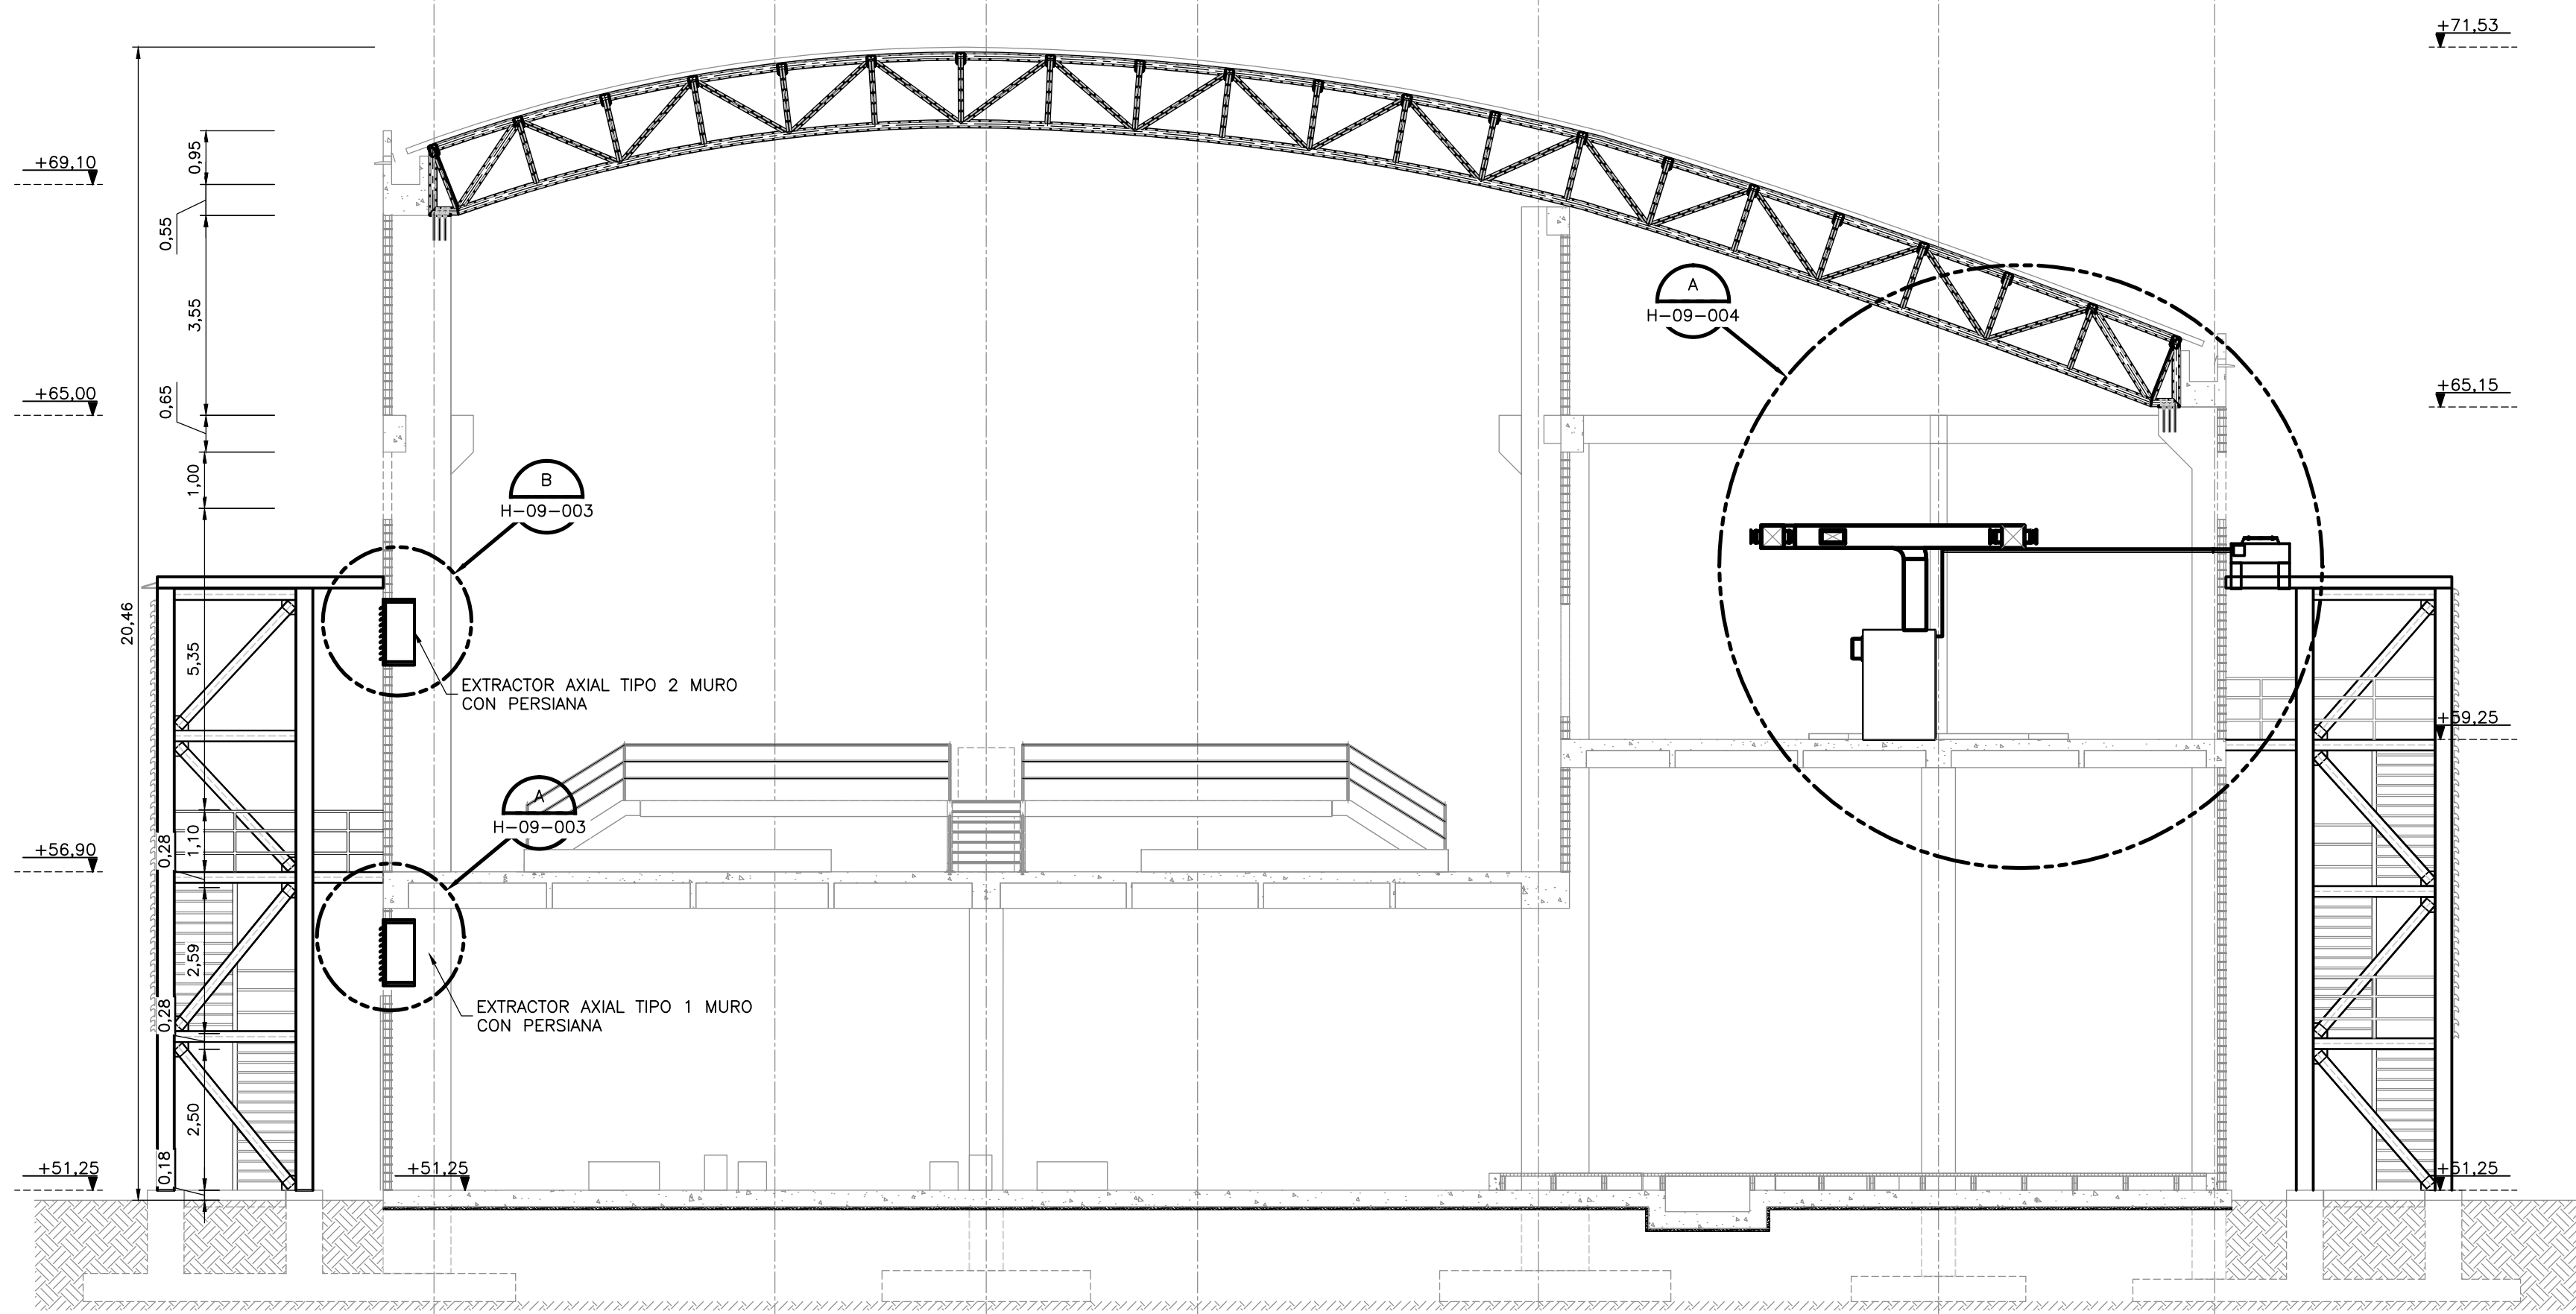 +71,53
+69,10
0,95
0,55
3,55
+65,00
0,65
+65,15
1,00
A
H-09-004
B
H-09-003
20,46
5,35
EXTRACTOR AXIAL TIPO 2 MURO
CON PERSIANA
+59,25
A
H-09-003
0,28
1,10
+56,90
2,59
0,28
EXTRACTOR AXIAL TIPO 1 MURO
CON PERSIANA
2,50
0,18
+51,25
+51,25
+51,25